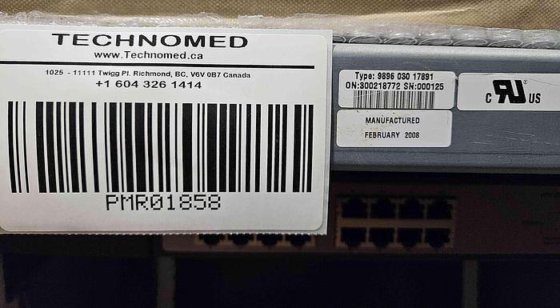 TECHNOMED
www.Technomed.ca
1025 - 11111 Twigg Pl. Richmond, BC, V6V 0B7 Canada
+1 604 326 1414
PMR01858
Type: 9896 030 17891
ON:300218772 SN:000125
MANUFACTURED
FEBRUARY 2008
C RU US